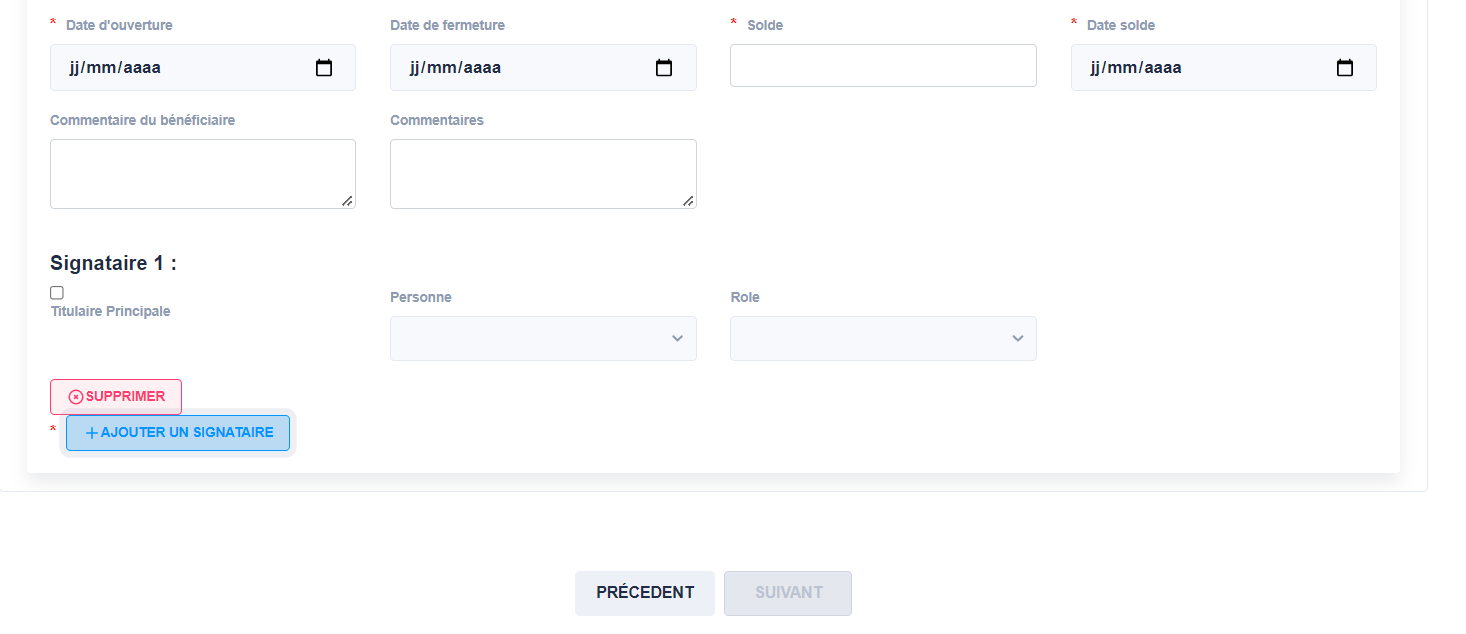 * Date d'ouverture
Date de fermeture
* Solde
* Date solde
jj/mm/aaaa
jj/mm/aaaa
jj/mm/aaaa
Commentaire du bénéficiaire
Commentaires
Signataire 1 :
Titulaire Principale
Personne
Role
SUPPRIMER
* +AJOUTER UN SIGNATAIRE
PRÉCEDENT
SUIVANT